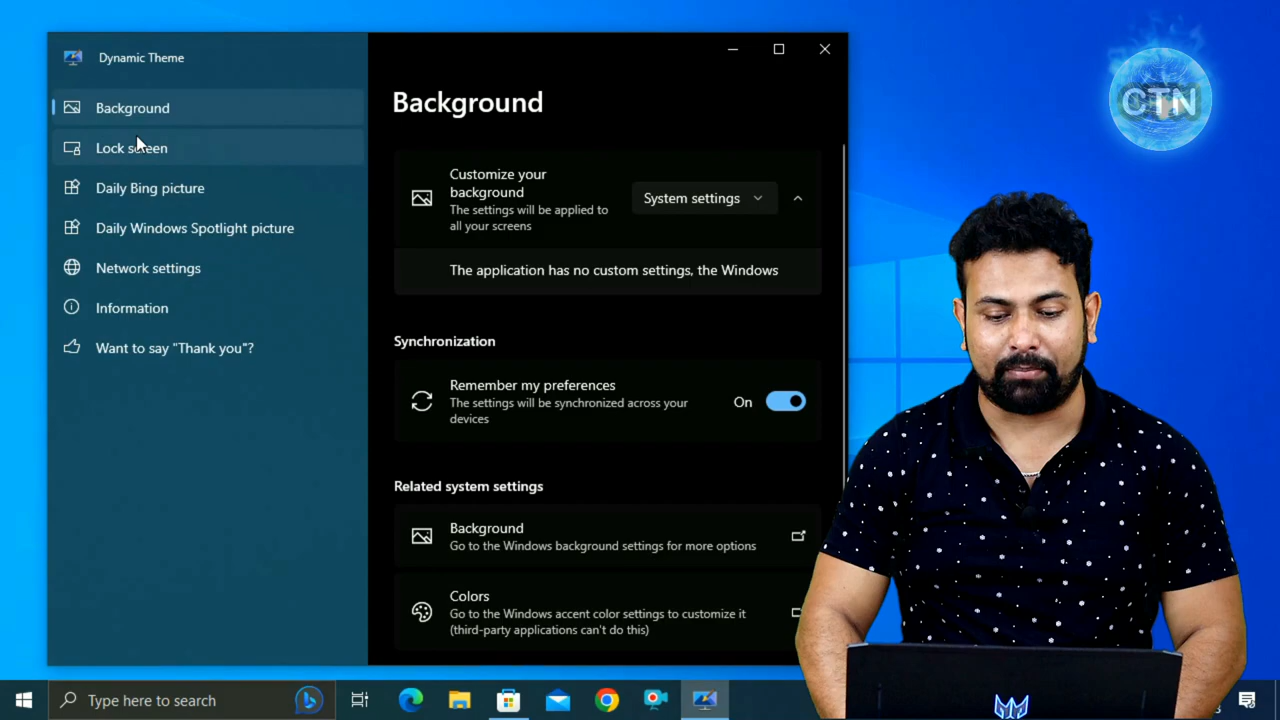 Dynamic Theme
Background
Lock screen
Daily Bing picture
Daily Windows Spotlight picture
Network settings
Information
Want to say "Thank you"?
Background
Customize your
background
The settings will be applied to
all your screens
System settings
The application has no custom settings, the Windows
Synchronization
Remember my preferences
The settings will be synchronized across your
devices
On
Related system settings
Background
Go to the Windows background settings for more options
Colors
Go to the Windows accent color settings to customize it
(third-party applications can't do this)
CTN
Type here to search